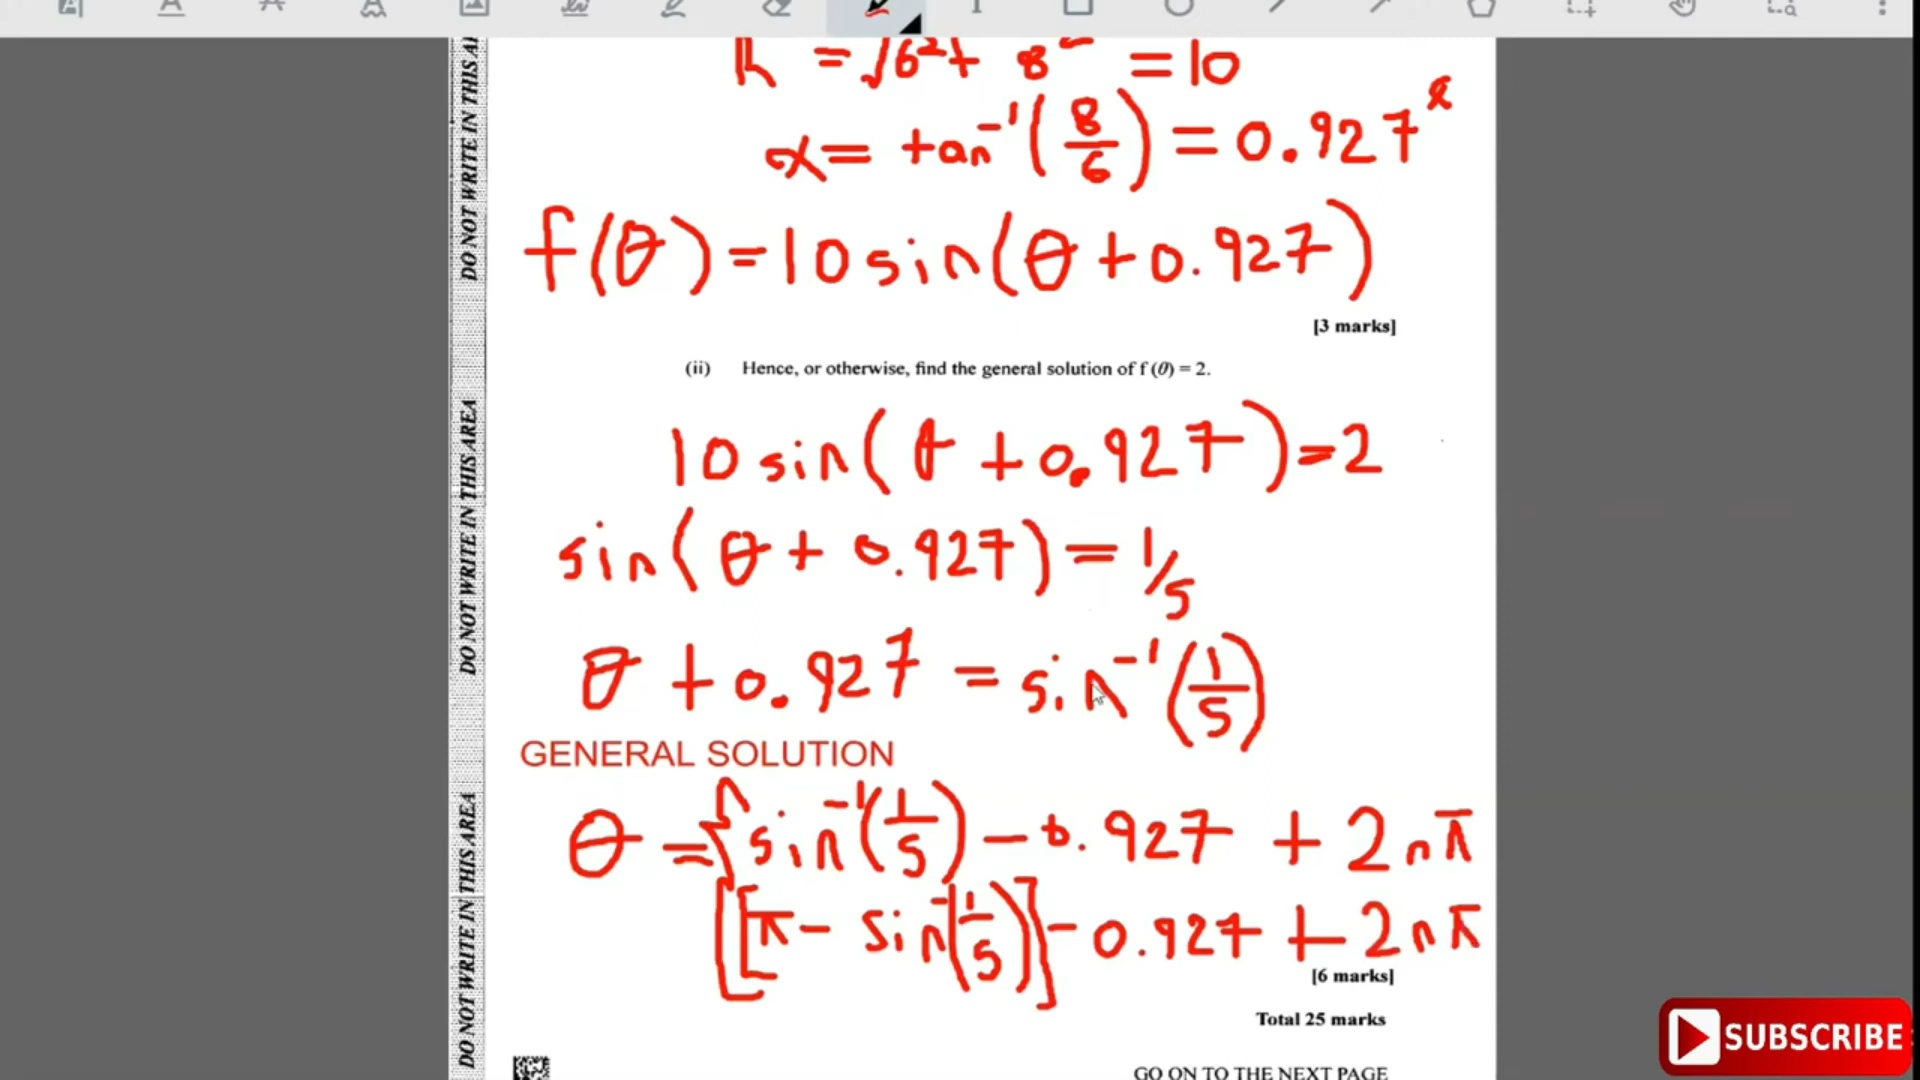 R = √6² + 8² = 10
α = tan⁻¹(8/6) = 0.927
f(θ) = 10 sin(θ + 0.927)
[3 marks]
(ii) Hence, or otherwise, find the general solution of f (θ) = 2.
10 sin(θ + 0.927) = 2
sin(θ + 0.927) = 1/5
θ + 0.927 = sin⁻¹(1/5)
GENERAL SOLUTION
θ = { sin⁻¹(1/5) − 0.927 + 2nπ
[π − sin⁻¹(1/5)] − 0.927 + 2nπ
[6 marks]
Total 25 marks
GO ON TO THE NEXT PAGE
DO NOT WRITE IN THIS AREA
DO NOT WRITE IN THIS AREA
DO NOT WRITE IN THIS AREA
SUBSCRIBE